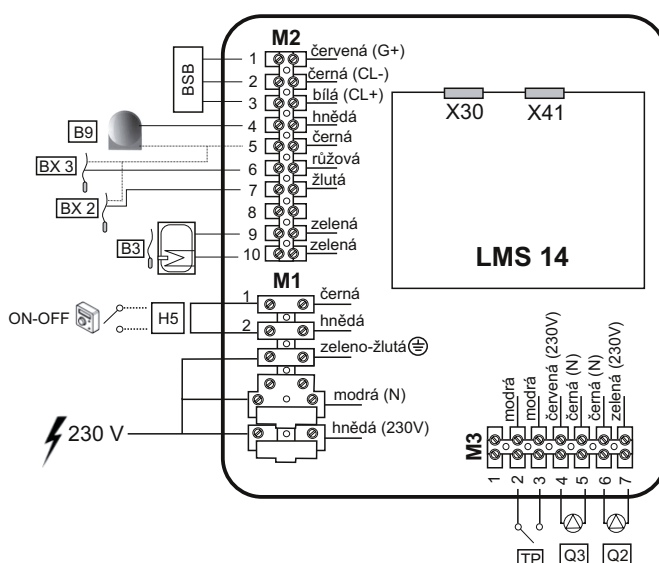 M2
BSB
1 červená (G+)
2 černá (CL-)
3 bílá (CL+)
B9
4 hnědá
5 černá
BX 3
6 růžová
7 žlutá
BX 2
8
9 zelená
B3
10 zelená
X30 X41
LMS 14
M1
1 černá
ON-OFF H5
2 hnědá
zeleno-žlutá
modrá (N)
230 V
hnědá (230V)
M3
modrá
modrá
červená (230V)
černá (N)
černá (N)
zelená (230V)
1 2 3 4 5 6 7
TP Q3 Q2